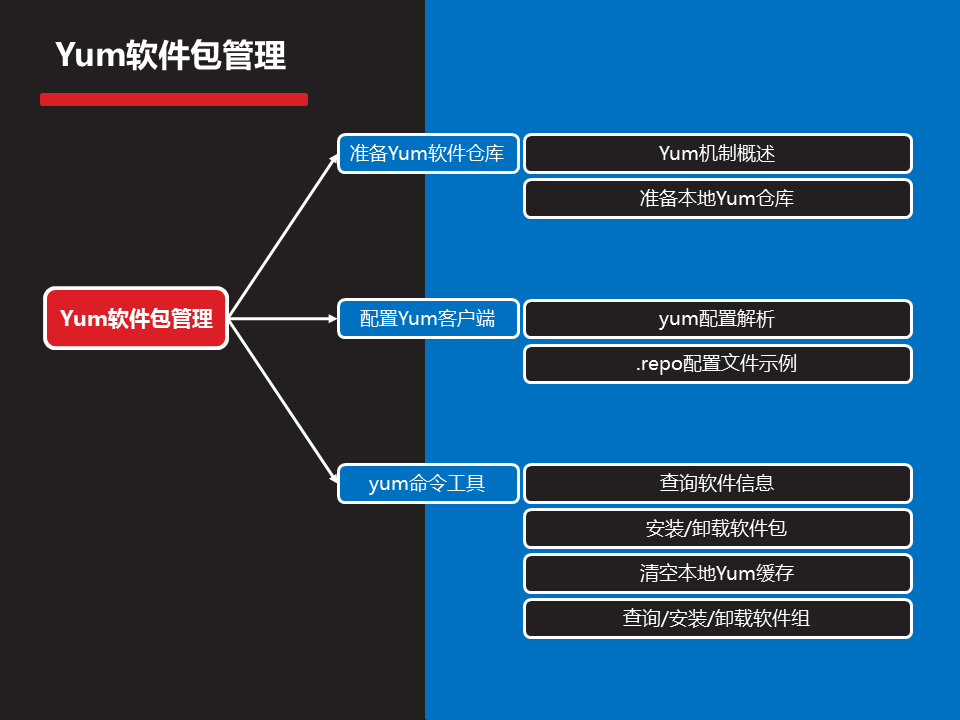 Yum软件包管理
准备Yum软件仓库
Yum机制概述
准备本地Yum仓库
Yum软件包管理
配置Yum客户端
yum配置解析
.repo配置文件示例
yum命令工具
查询软件信息
安装/卸载软件包
清空本地Yum缓存
查询/安装/卸载软件组